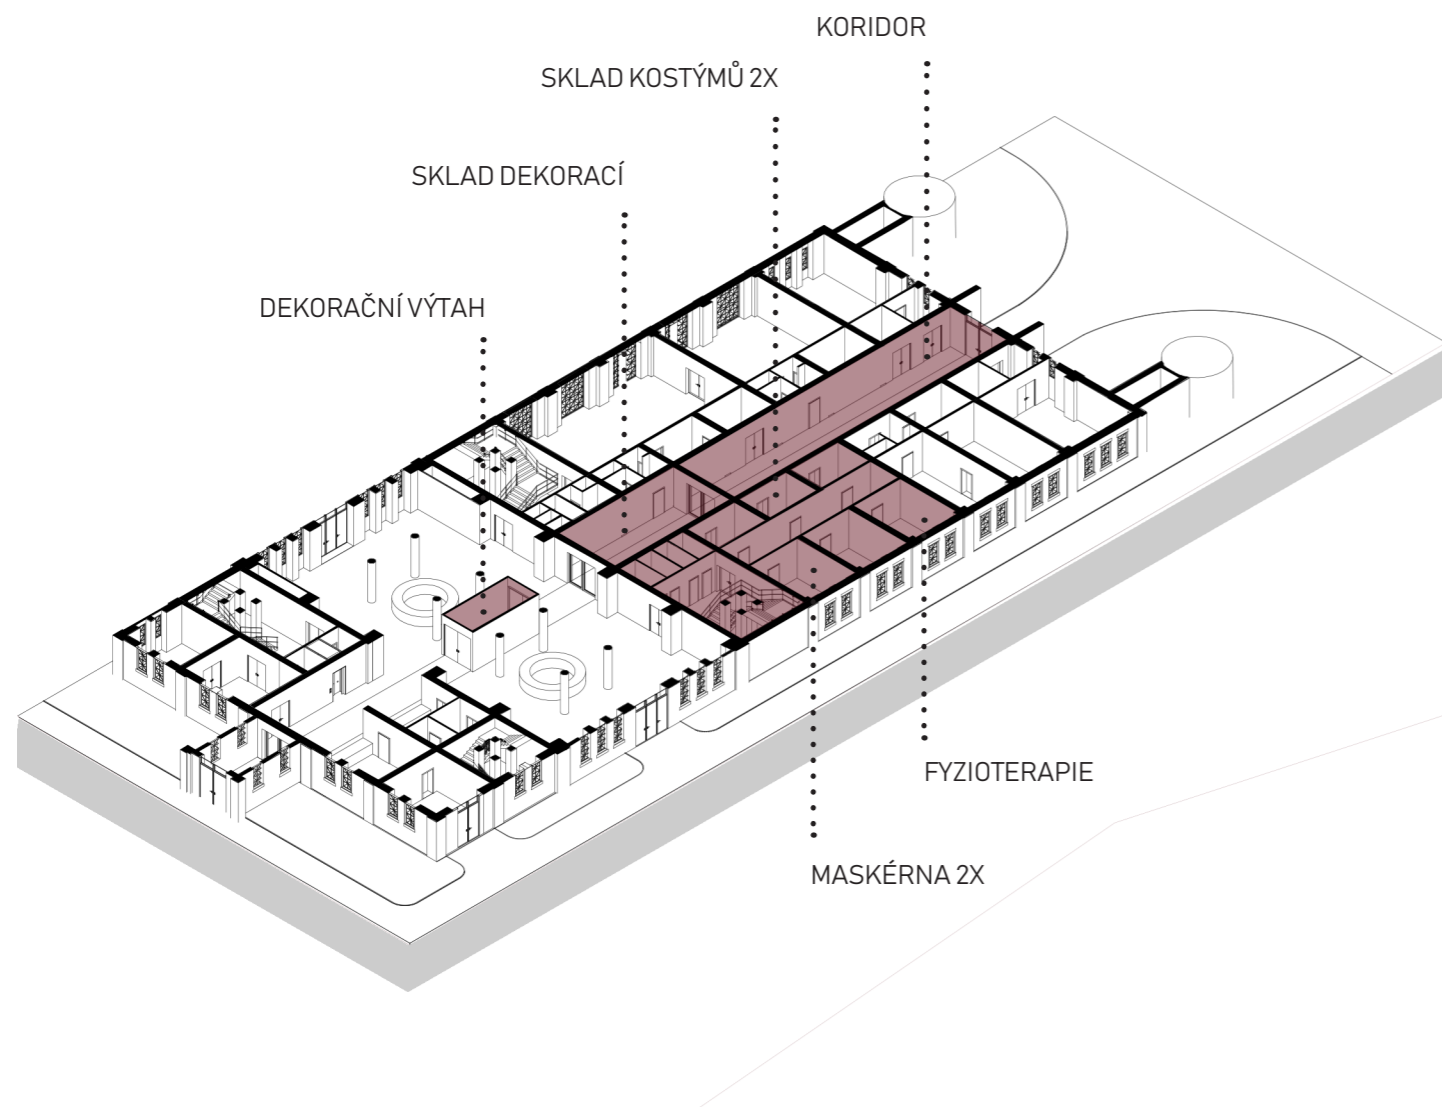 KORIDOR
SKLAD KOSTÝMŮ 2X
SKLAD DEKORACÍ
DEKORAČNÍ VÝTAH
FYZIOTERAPIE
MASKÉRNA 2X